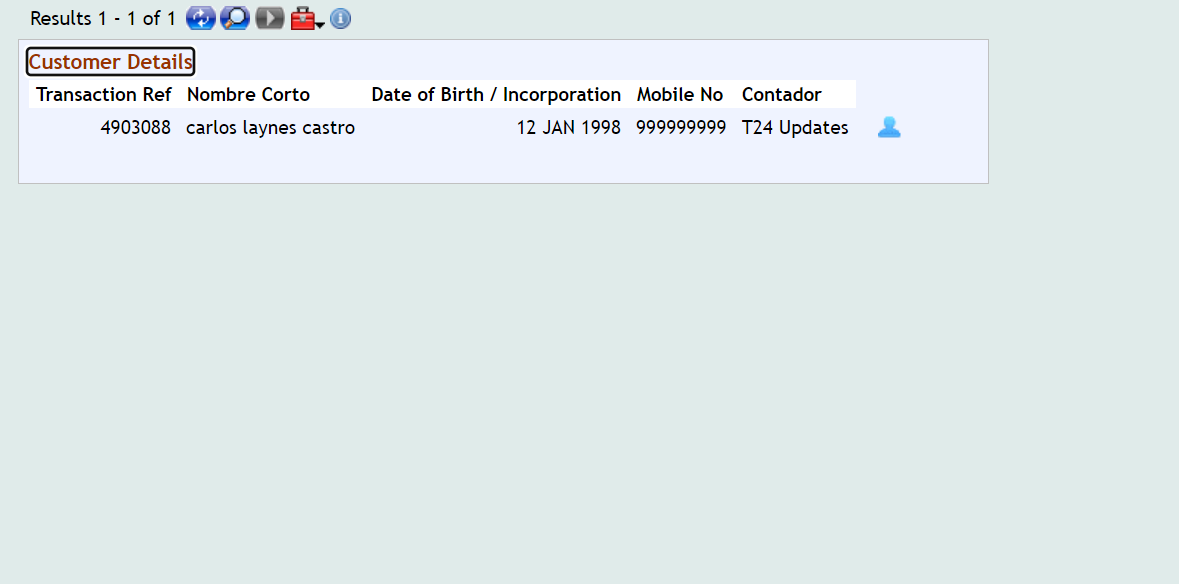 Results 1 - 1 of 1
Customer Details
Transaction Ref Nombre Corto Date of Birth / Incorporation Mobile No Contador
4903088 carlos laynes castro 12 JAN 1998 999999999 T24 Updates